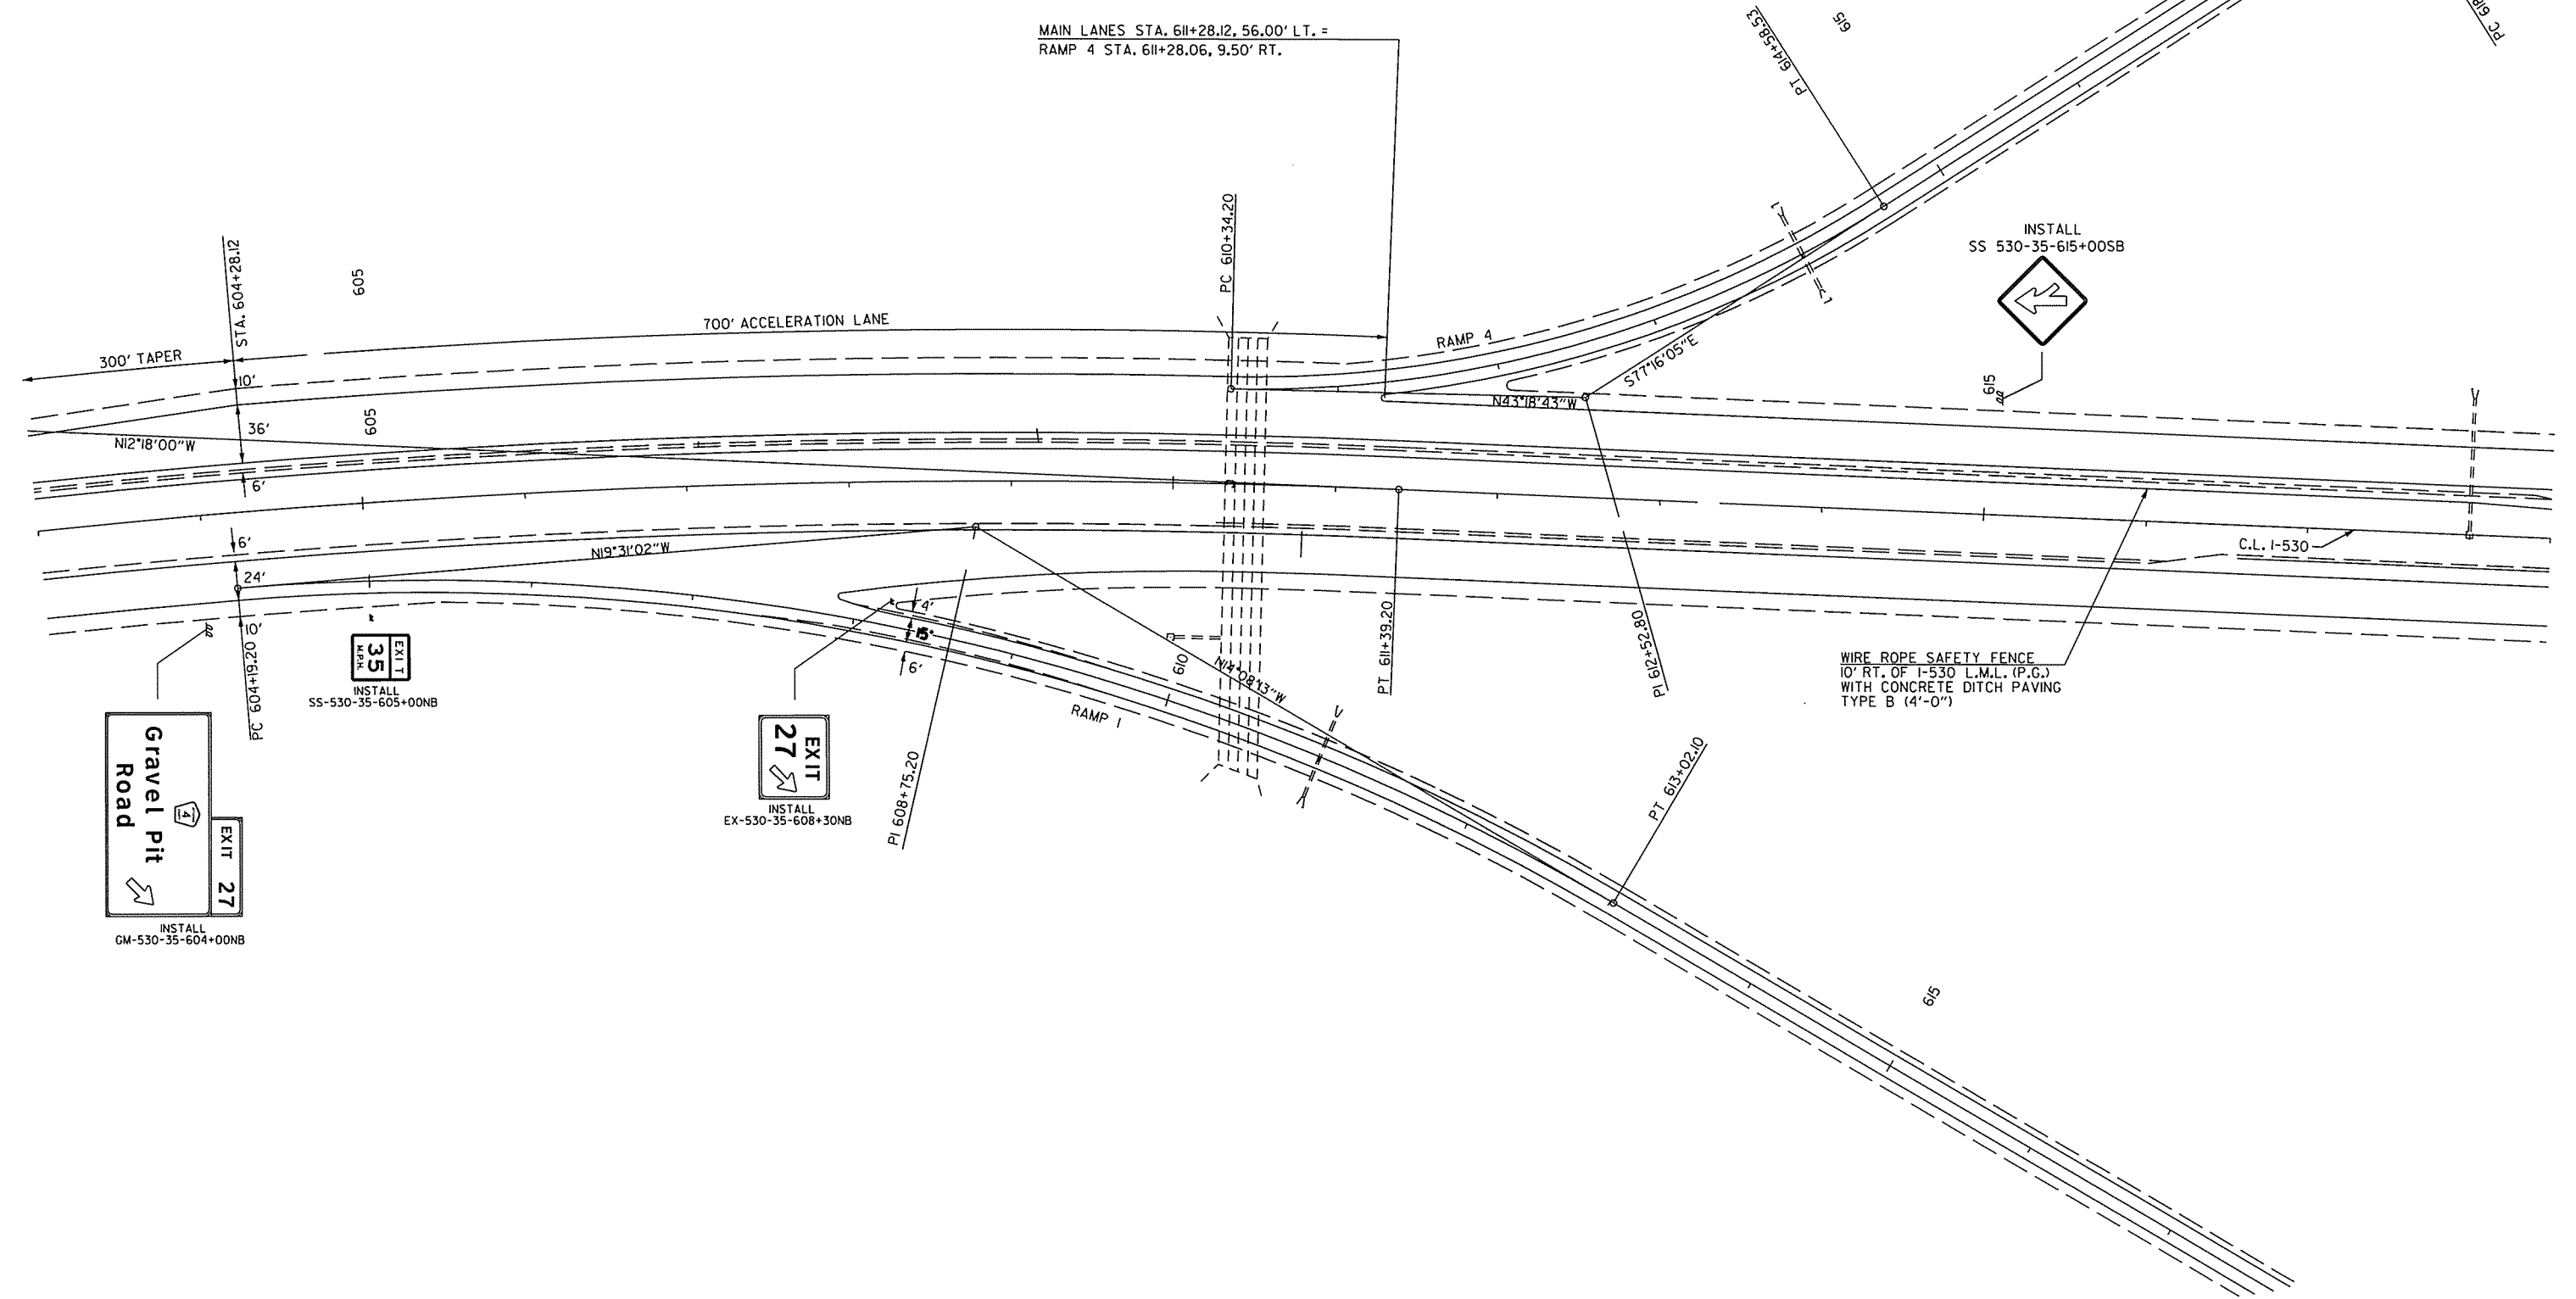 MAIN LANES STA. 611+28.12, 56.00' LT. =
RAMP 4 STA. 611+28.06, 9.50' RT.
PT 614+58.53
615
STA. 604+28.12
605
PC 610+34.20
INSTALL
SS 530-35-615+00SB
300' TAPER
700' ACCELERATION LANE
RAMP 4
S77°16'05"E
N43°18'43"W
615
10'
36'
605
N12°18'00"W
6'
6'
24'
10'
N19°31'02"W
C.L. I-530
PC 604+19.20
EXIT
35
M.P.H.
INSTALL
SS-530-35-605+00NB
4'
15'
6'
610
N14°08'13"W
PT 611+39.20
PI 612+52.80
WIRE ROPE SAFETY FENCE
10' RT. OF I-530 L.M.L. (P.G.)
WITH CONCRETE DITCH PAVING
TYPE B (4'-0")
RAMP 1
EXIT
27
INSTALL
EX-530-35-608+30NB
PI 608+75.20
PT 613+02.10
EXIT 27
4
Gravel Pit
Road
INSTALL
GM-530-35-604+00NB
615